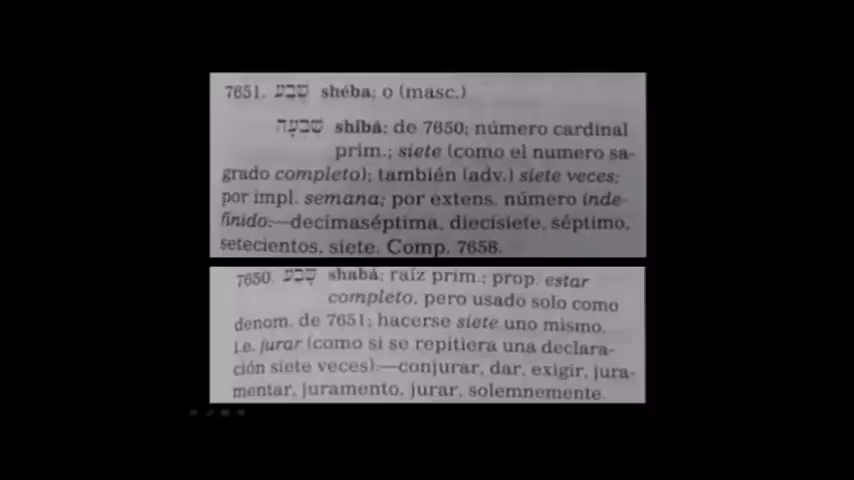 7651. שֶׁבַע shéba; o (masc.)
שִׁבְעָה shibá; de 7650; número cardinal
prim.; siete (como el numero sa-
grado completo); también (adv.) siete veces;
por impl. semana; por extens. número inde-
finido:—decimaséptima, diecisiete, séptimo,
setecientos, siete. Comp. 7658.
7650. שָׁבַע shabá; raíz prim.; prop. estar
completo, pero usado solo como
denom. de 7651; hacerse siete uno mismo,
i.e. jurar (como si se repitiera una declara-
ción siete veces):—conjurar, dar, exigir, jura-
mentar, juramento, jurar, solemnemente.